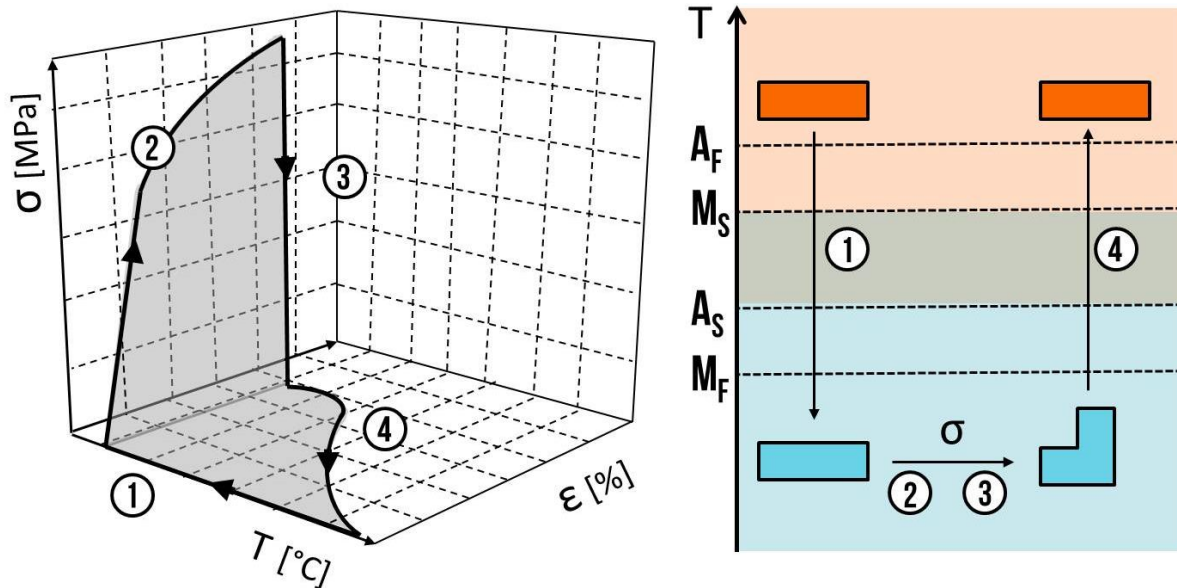 σ [MPa]
②
③
④
①
T [°C]
ε [%]
T
A_F
M_S
①
④
A_S
M_F
σ
② ③